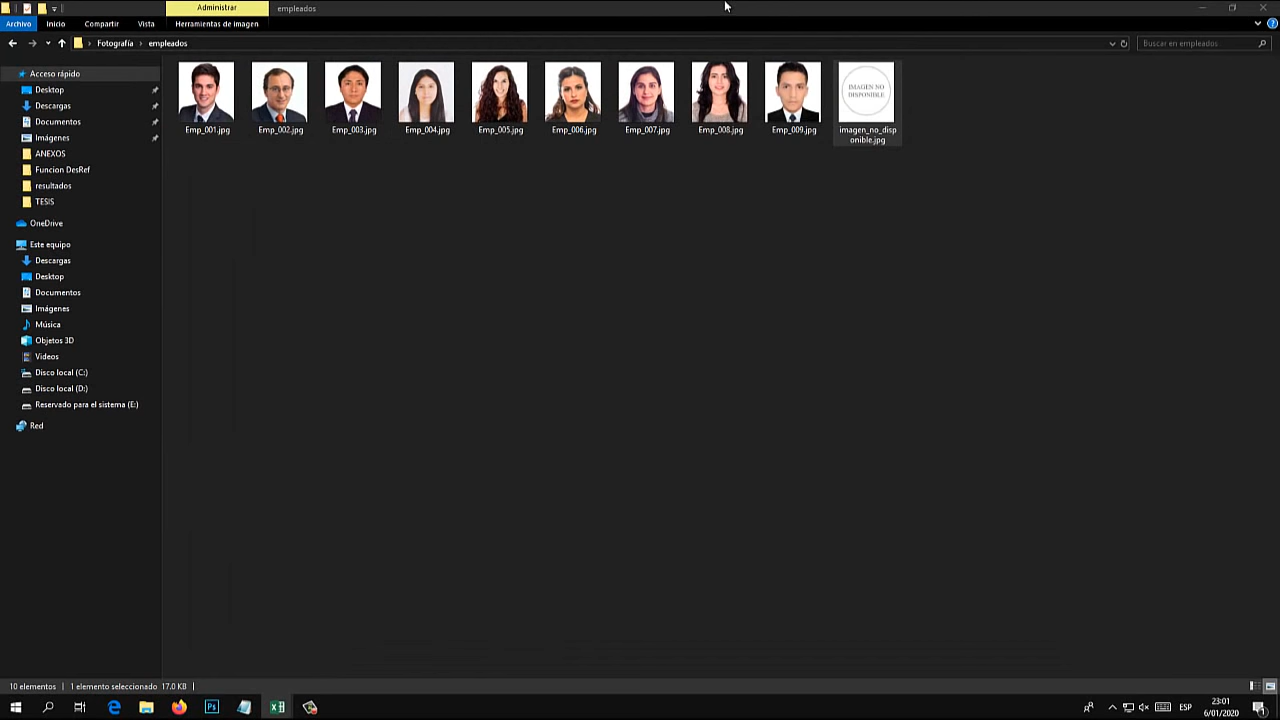 Administrar
empleados
Archivo
Inicio
Compartir
Vista
Herramientas de imagen
Fotografía
empleados
Buscar en empleados
Acceso rápido
Desktop
Descargas
Documentos
Imágenes
ANEXOS
Funcion DesRef
resultados
TESIS
OneDrive
Este equipo
Descargas
Desktop
Documentos
Imágenes
Música
Objetos 3D
Videos
Disco local (C:)
Disco local (D:)
Reservado para el sistema (E:)
Red
Emp_001.jpg
Emp_002.jpg
Emp_003.jpg
Emp_004.jpg
Emp_005.jpg
Emp_006.jpg
Emp_007.jpg
Emp_008.jpg
Emp_009.jpg
IMAGEN NO
DISPONIBLE
imagen_no_disp
onible.jpg
10 elementos
1 elemento seleccionado 17.0 KB
Ps
ESP
23:01
6/01/2020